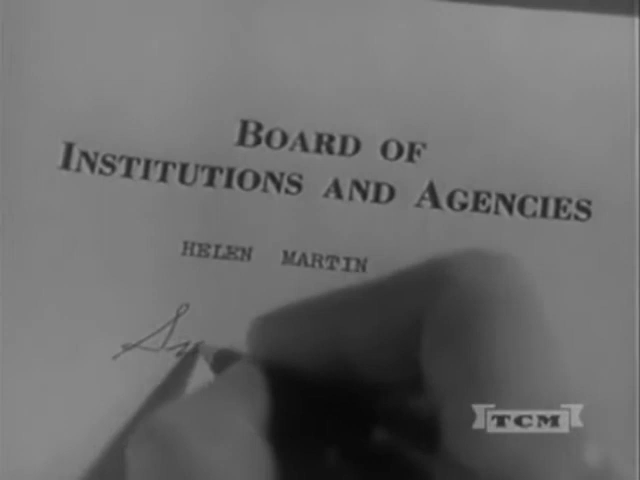 BOARD OF
INSTITUTIONS AND AGENCIES
HELEN MARTIN
TCM